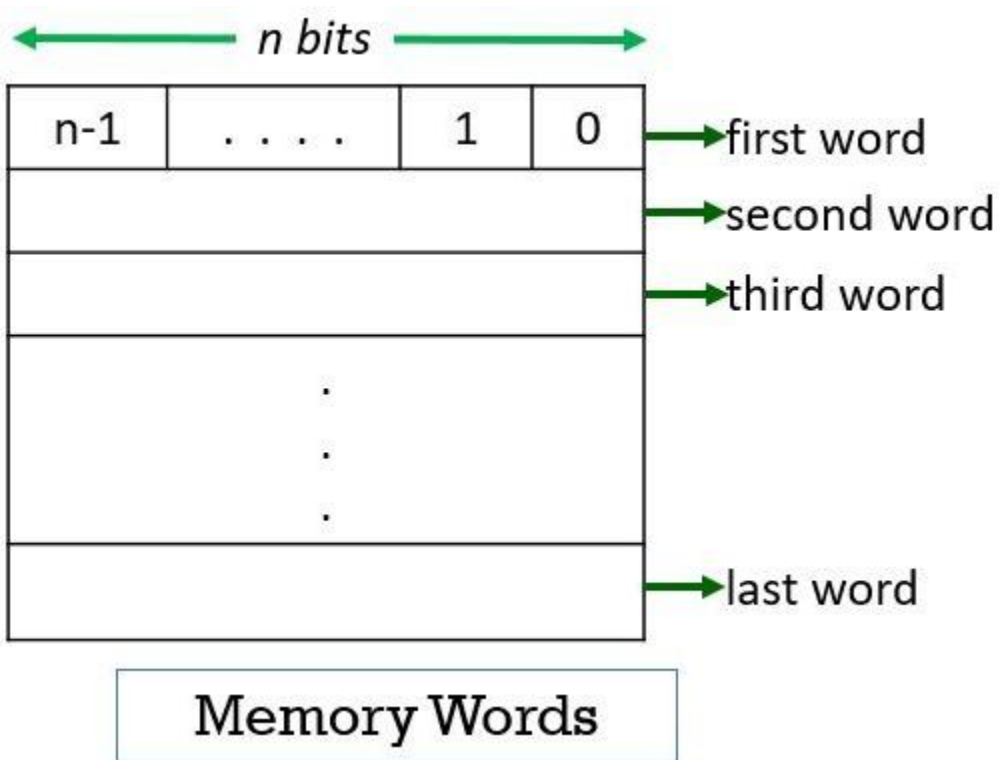 n bits
n-1 . . . . 1 0 first word
second word
third word
.
.
.
last word
Memory Words